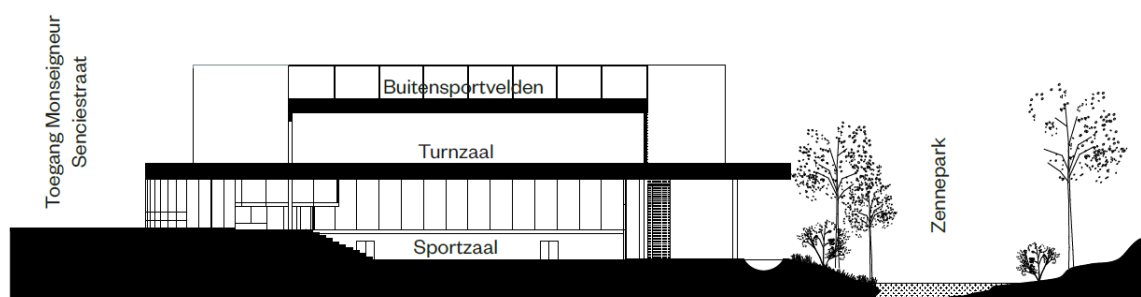 Toegang Monseigneur
Senciestraat
Buitensportvelden
Turnzaal
Sportzaal
Zennepark